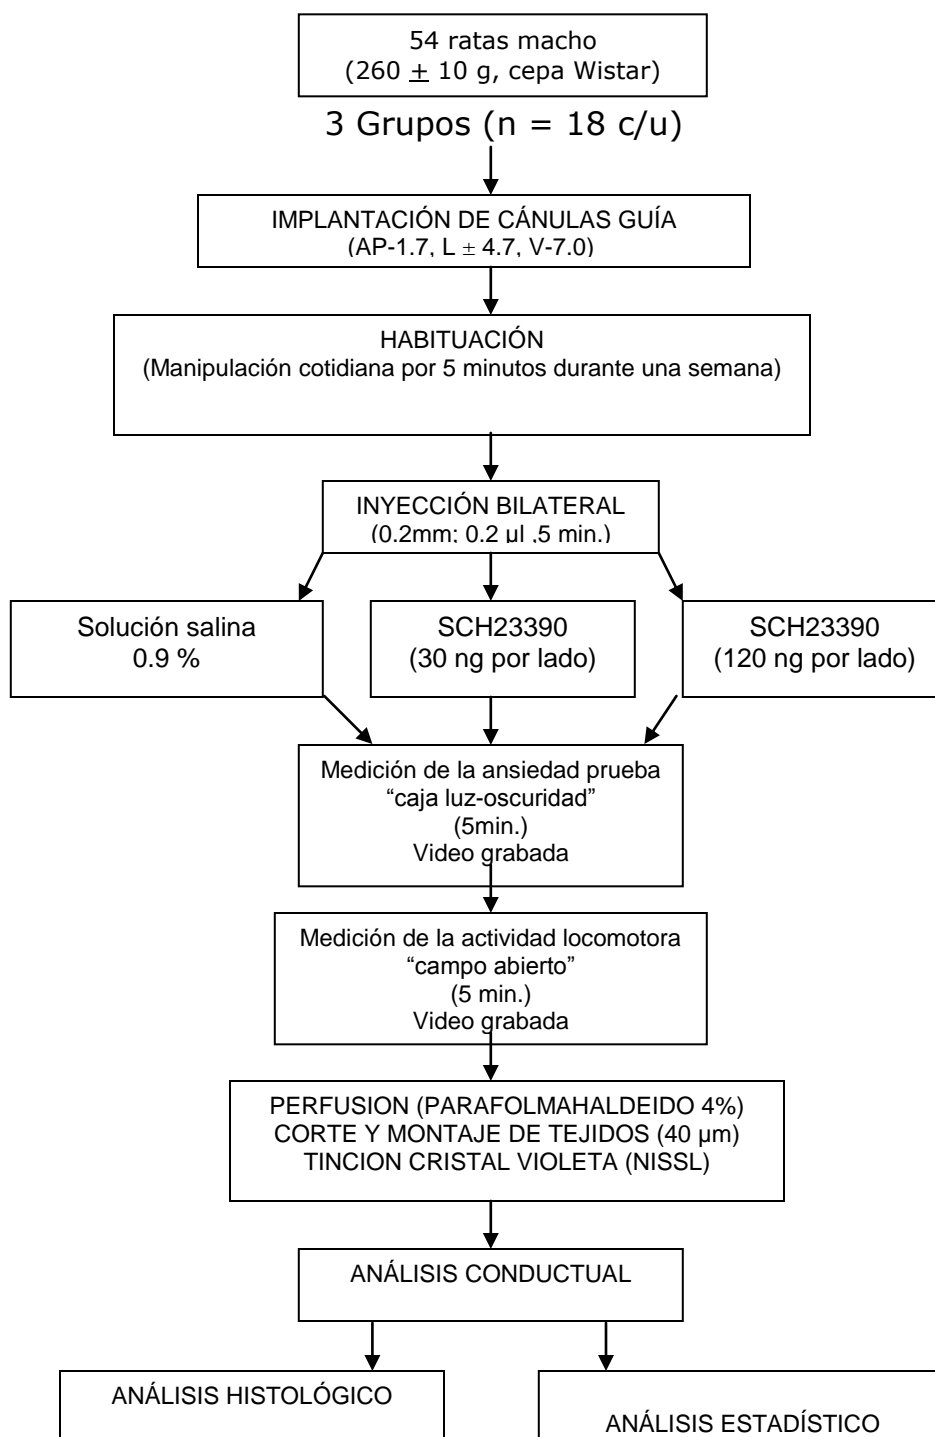 54 ratas macho
(260 ± 10 g, cepa Wistar)
3 Grupos (n = 18 c/u)
IMPLANTACIÓN DE CÁNULAS GUÍA
(AP-1.7, L ± 4.7, V-7.0)
HABITUACIÓN
(Manipulación cotidiana por 5 minutos durante una semana)
INYECCIÓN BILATERAL
(0.2mm; 0.2 µl ,5 min.)
Solución salina
0.9 %
SCH23390
(30 ng por lado)
SCH23390
(120 ng por lado)
Medición de la ansiedad prueba
“caja luz-oscuridad”
(5min.)
Video grabada
Medición de la actividad locomotora
“campo abierto”
(5 min.)
Video grabada
PERFUSION (PARAFOLMAHALDEIDO 4%)
CORTE Y MONTAJE DE TEJIDOS (40 µm)
TINCION CRISTAL VIOLETA (NISSL)
ANÁLISIS CONDUCTUAL
ANÁLISIS HISTOLÓGICO
ANÁLISIS ESTADÍSTICO